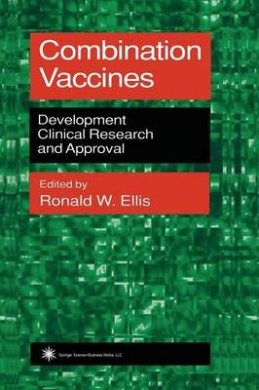 Combination
Vaccines
Development
Clinical Research
and Approval
Edited by
Ronald W. Ellis
Springer Science+Business Media, LLC